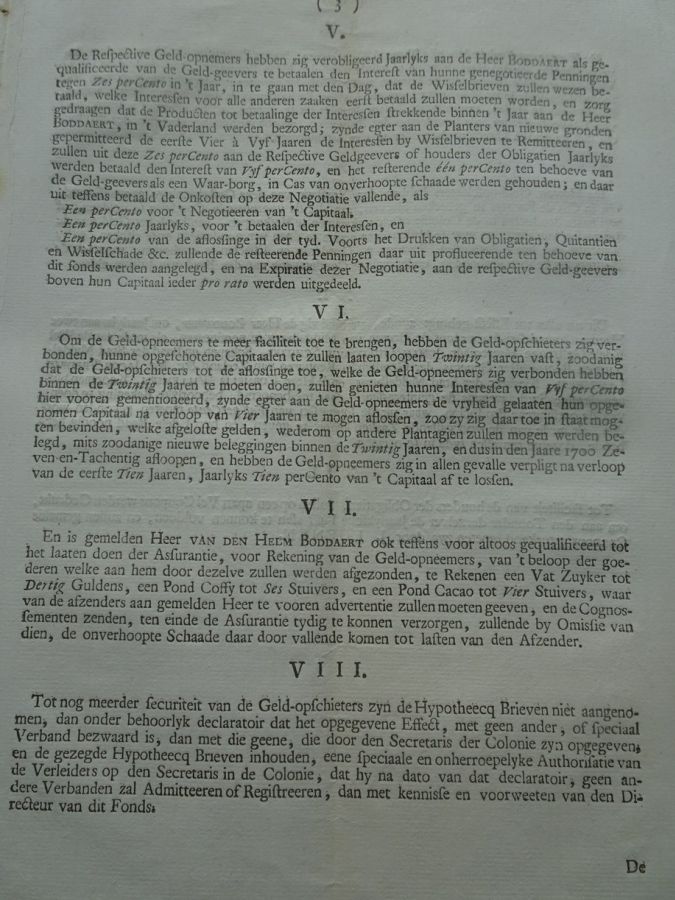 ( 3 )
V.
De Reſpective Geld-opnemers hebben zig verobligeerd Jaarlyks aan de Heer BODDAERT als ge-
qualificeerde van de Geld-geevers te betaalen den Intereſt van hunne genegotieerde Penningen
tegen Zes perCento in 't Jaar, in te gaan met den Dag, dat de Wiſſelbrieven zullen wezen be-
taald, welke Intereſſen voor alle anderen zaaken eerſt betaald zullen moeten worden, en zorg
gedraagen dat de Producten tot betaalinge der Intereſſen ſtrekkende binnen 't Jaar aan de Heer
BODDAERT, in 't Vaderland werden bezorgd; zynde egter aan de Planters van nieuwe gronden
gepermitteerd de eerſte Vier à Vyf Jaaren de Intereſſen by Wiſſelbrieven te Remitteeren, en
zullen uit deze Zes perCento aan de Reſpective Geldgeevers of houders der Obligatien Jaarlyks
werden betaald den Intereſt van Vyf perCento, en het reſterende één perCento ten behoeve van
de Geld-geevers als een Waar-borg, in Cas van onverhoopte ſchaade werden gehouden; en daar
uit teffens betaald de Onkoſten op deze Negotiatie vallende, als
Een perCento voor 't Negotieeren van 't Capitaal.
Een perCento Jaarlyks, voor 't betaalen der Intereſſen, en
Een perCento van de afloſſinge in der tyd. Voorts het Drukken van Obligatien, Quitantien
en Wiſſelſchade &c. zullende de reſteerende Penningen daar uit proflueerende ten behoeve van
dit fonds werden aangelegd, en na Expiratie dezer Negotiatie, aan de reſpective Geld-geevers
boven hun Capitaal ieder pro rato werden uitgedeeld.
VI.
Om de Geld-opneemers te meer faciliteit toe te brengen, hebben de Geld-opſchieters zig ver-
bonden, hunne opgeſchotene Capitaalen te zullen laaten loopen Twintig Jaaren vaſt, zoodanig
dat de Geld-opſchieters tot de afloſſinge toe, welke de Geld-opneemers zig verbonden hebben
binnen de Twintig Jaaren te moeten doen, zullen genieten hunne Intereſſen van Vyf perCento
hier vooren gementioneerd, zynde egter aan de Geld-opneemers de vryheid gelaaten hun opge-
nomen Capitaal na verloop van Vier Jaaren te mogen afloſſen, zoo zy zig daar toe in ſtaat mog-
ten bevinden, welke afgeloſte gelden, wederom op andere Plantagien zullen mogen werden be-
legd, mits zoodanige nieuwe beleggingen binnen de Twintig Jaaren, en dus in den Jaare 1700 Ze-
ven-en-Tachentig afloopen, en hebben de Geld-opneemers zig in allen gevalle verpligt na verloop
van de eerſte Tien Jaaren, Jaarlyks Tien perCento van 't Capitaal af te loſſen.
VII.
En is gemelden Heer VAN DEN HELM BODDAERT ook teffens voor altoos gequalificeerd tot
het laaten doen der Aſſurantie, voor Rekening van de Geld-opneemers, van 't beloop der goe-
deren welke aan hem door dezelve zullen werden afgezonden, te Rekenen een Vat Zuyker tot
Dertig Guldens, een Pond Coffy tot Ses Stuivers, en een Pond Cacao tot Vier Stuivers, waar
van de afzenders aan gemelden Heer te vooren advertentie zullen moeten geeven, en de Cognos-
ſementen zenden, ten einde de Aſſurantie tydig te konnen verzorgen, zullende by Omiſſie van
dien, de onverhoopte Schaade daar door vallende komen tot laſten van den Afzender.
VIII.
Tot nog meerder ſecuriteit van de Geld-opſchieters zyn de Hypotheecq Brieven niet aangeno-
men, dan onder behoorlyk declaratoir dat het opgegevene Effect, met geen ander, of ſpeciaal
Verband bezwaard is, dan met die geene, die door den Secretaris der Colonie zyn opgegeven,
en de gezegde Hypotheecq Brieven inhouden, eene ſpeciaale en onherroepelyke Authoriſatie van
de Verleiders op den Secretaris in de Colonie, dat hy na dato van dat declaratoir, geen an-
dere Verbanden zal Admitteeren of Regiſtreeren, dan met kenniſſe en voorweeten van den Di-
recteur van dit Fonds.
De